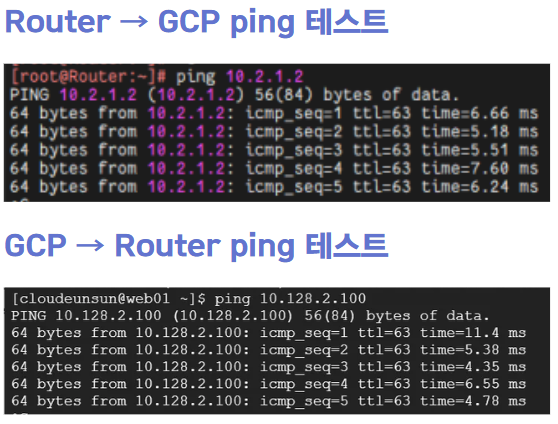 Router → GCP ping 테스트
[root@Router:~]# ping 10.2.1.2
PING 10.2.1.2 (10.2.1.2) 56(84) bytes of data.
64 bytes from 10.2.1.2: icmp_seq=1 ttl=63 time=6.66 ms
64 bytes from 10.2.1.2: icmp_seq=2 ttl=63 time=5.18 ms
64 bytes from 10.2.1.2: icmp_seq=3 ttl=63 time=5.51 ms
64 bytes from 10.2.1.2: icmp_seq=4 ttl=63 time=7.60 ms
64 bytes from 10.2.1.2: icmp_seq=5 ttl=63 time=6.24 ms
GCP → Router ping 테스트
[cloudeunsun@web01 ~]$ ping 10.128.2.100
PING 10.128.2.100 (10.128.2.100) 56(84) bytes of data.
64 bytes from 10.128.2.100: icmp_seq=1 ttl=63 time=11.4 ms
64 bytes from 10.128.2.100: icmp_seq=2 ttl=63 time=5.38 ms
64 bytes from 10.128.2.100: icmp_seq=3 ttl=63 time=4.35 ms
64 bytes from 10.128.2.100: icmp_seq=4 ttl=63 time=6.55 ms
64 bytes from 10.128.2.100: icmp_seq=5 ttl=63 time=4.78 ms